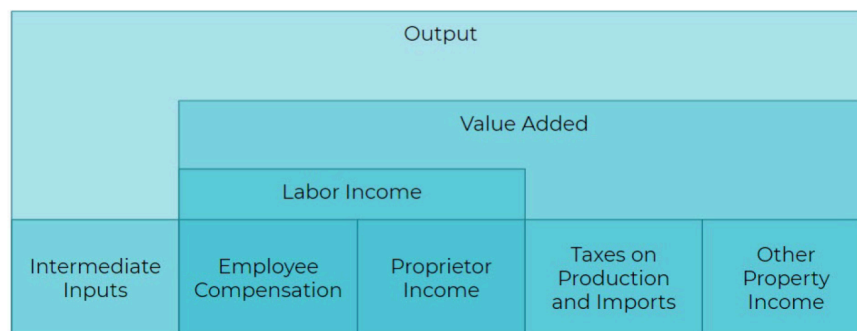 Output
Value Added
Labor Income
Intermediate
Inputs
Employee
Compensation
Proprietor
Income
Taxes on
Production
and Imports
Other
Property
Income